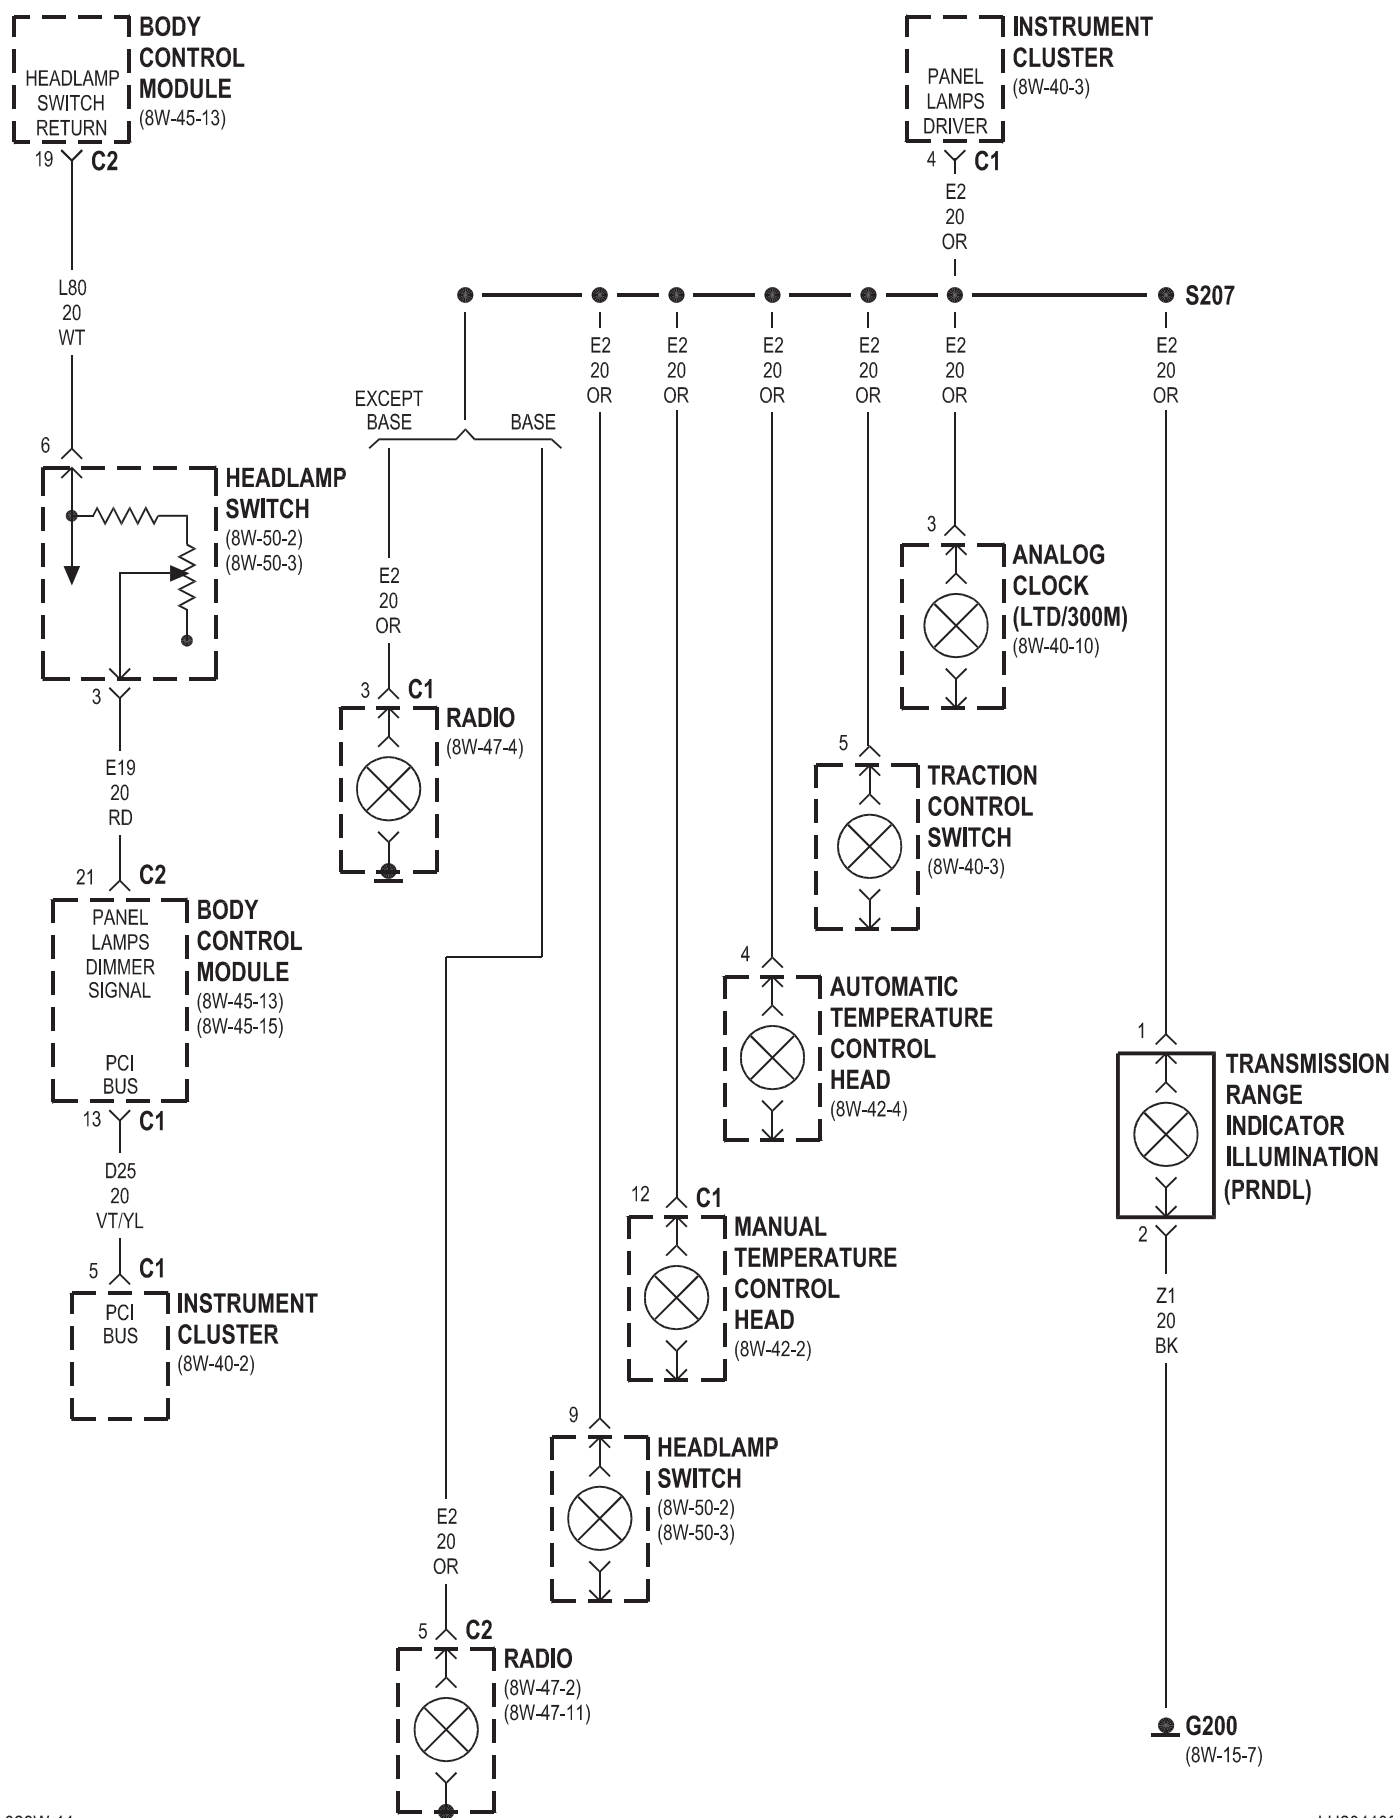 BODY
CONTROL
MODULE
(8W-45-13)
HEADLAMP
SWITCH
RETURN
19
C2
L80
20
WT
6
HEADLAMP
SWITCH
(8W-50-2)
(8W-50-3)
3
E19
20
RD
21
C2
PANEL
LAMPS
DIMMER
SIGNAL
BODY
CONTROL
MODULE
(8W-45-13)
(8W-45-15)
PCI
BUS
13
C1
D25
20
VT/YL
5
C1
PCI
BUS
INSTRUMENT
CLUSTER
(8W-40-2)
INSTRUMENT
CLUSTER
(8W-40-3)
PANEL
LAMPS
DRIVER
4
C1
E2
20
OR
S207
EXCEPT
BASE
BASE
E2
20
OR
3
C1
RADIO
(8W-47-4)
E2
20
OR
5
C2
RADIO
(8W-47-2)
(8W-47-11)
E2
20
OR
9
HEADLAMP
SWITCH
(8W-50-2)
(8W-50-3)
E2
20
OR
12
C1
MANUAL
TEMPERATURE
CONTROL
HEAD
(8W-42-2)
E2
20
OR
4
AUTOMATIC
TEMPERATURE
CONTROL
HEAD
(8W-42-4)
E2
20
OR
5
TRACTION
CONTROL
SWITCH
(8W-40-3)
E2
20
OR
3
ANALOG
CLOCK
(LTD/300M)
(8W-40-10)
E2
20
OR
1
TRANSMISSION
RANGE
INDICATOR
ILLUMINATION
(PRNDL)
2
Z1
20
BK
G200
(8W-15-7)